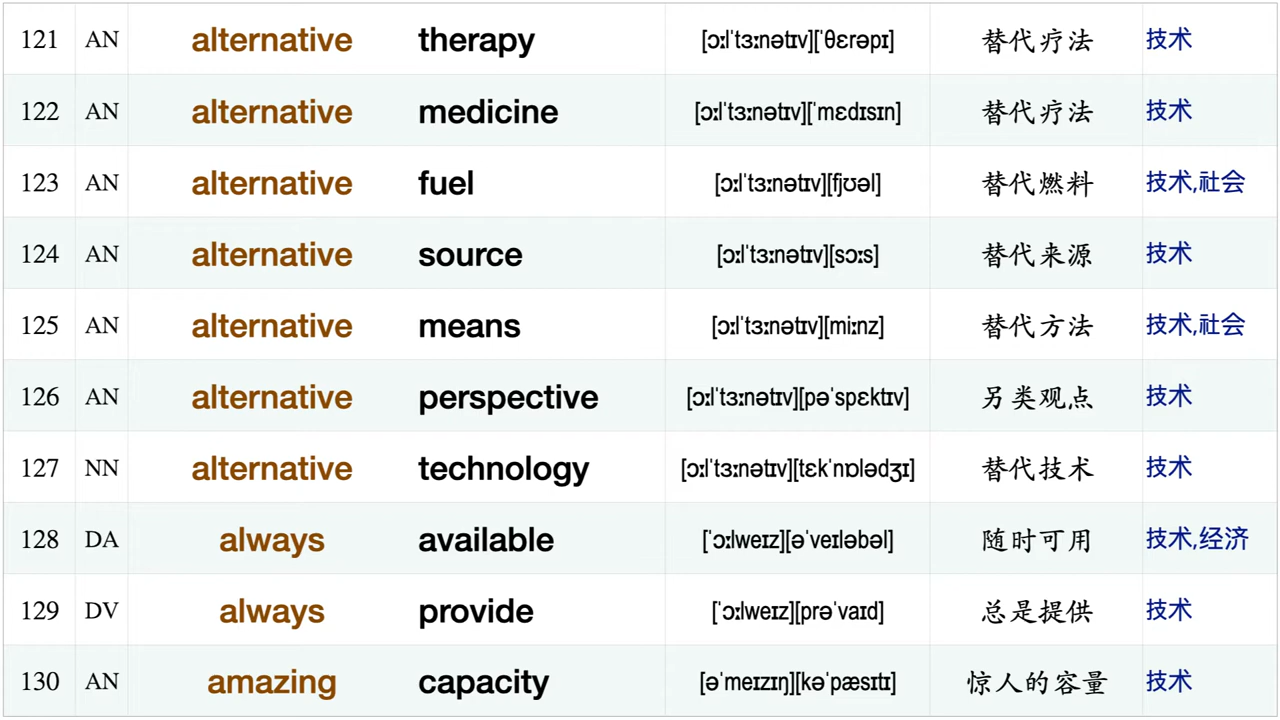 121 AN alternative therapy [ɔːlˈtɜːnətɪv][ˈθɛrəpɪ] 替代疗法 技术
122 AN alternative medicine [ɔːlˈtɜːnətɪv][ˈmɛdɪsɪn] 替代疗法 技术
123 AN alternative fuel [ɔːlˈtɜːnətɪv][fjʊəl] 替代燃料 技术,社会
124 AN alternative source [ɔːlˈtɜːnətɪv][sɔːs] 替代来源 技术
125 AN alternative means [ɔːlˈtɜːnətɪv][miːnz] 替代方法 技术,社会
126 AN alternative perspective [ɔːlˈtɜːnətɪv][pəˈspɛktɪv] 另类观点 技术
127 NN alternative technology [ɔːlˈtɜːnətɪv][tɛkˈnɒlədʒɪ] 替代技术 技术
128 DA always available [ˈɔːlweɪz][əˈveɪləbəl] 随时可用 技术,经济
129 DV always provide [ˈɔːlweɪz][prəˈvaɪd] 总是提供 技术
130 AN amazing capacity [əˈmeɪzɪŋ][kəˈpæsɪtɪ] 惊人的容量 技术